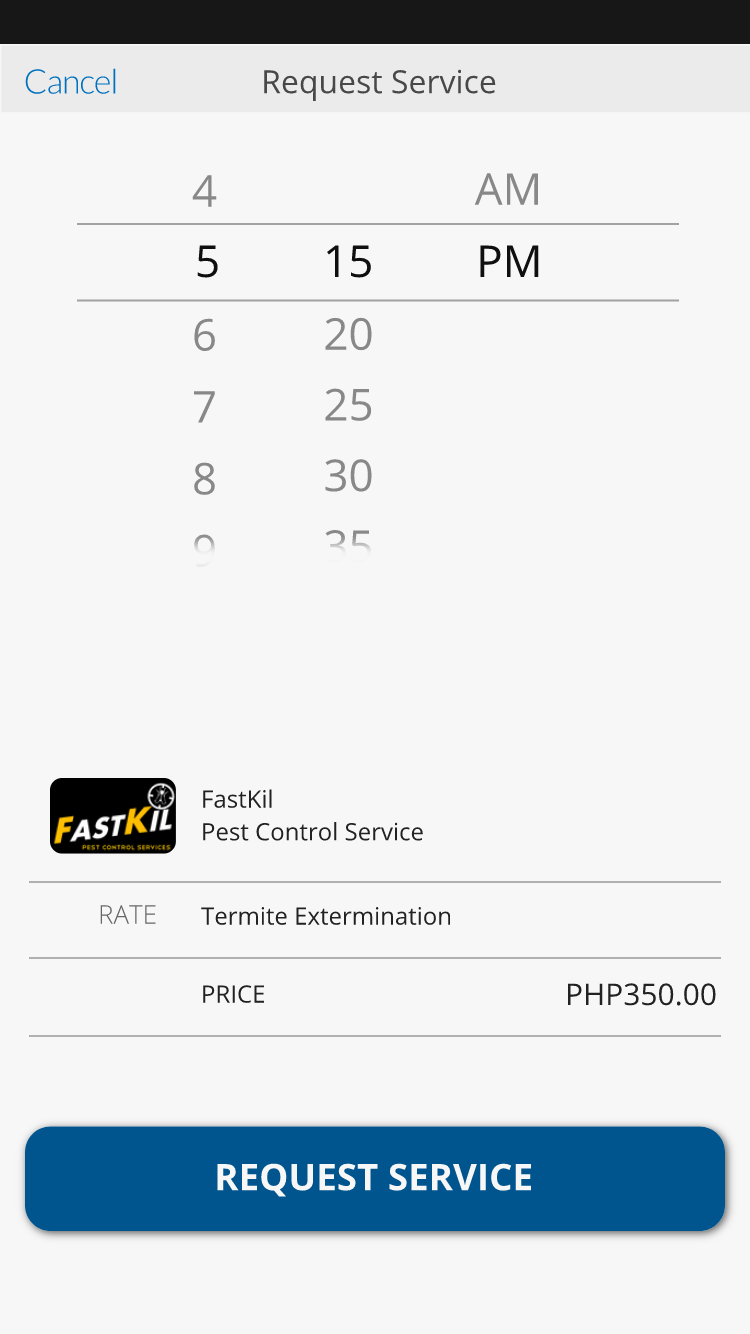 Cancel Request Service
4 AM
5 15 PM
6 20
7 25
8 30
9 35
FASTKIL
PEST CONTROL SERVICES
FastKil
Pest Control Service
RATE Termite Extermination
PRICE PHP350.00
REQUEST SERVICE